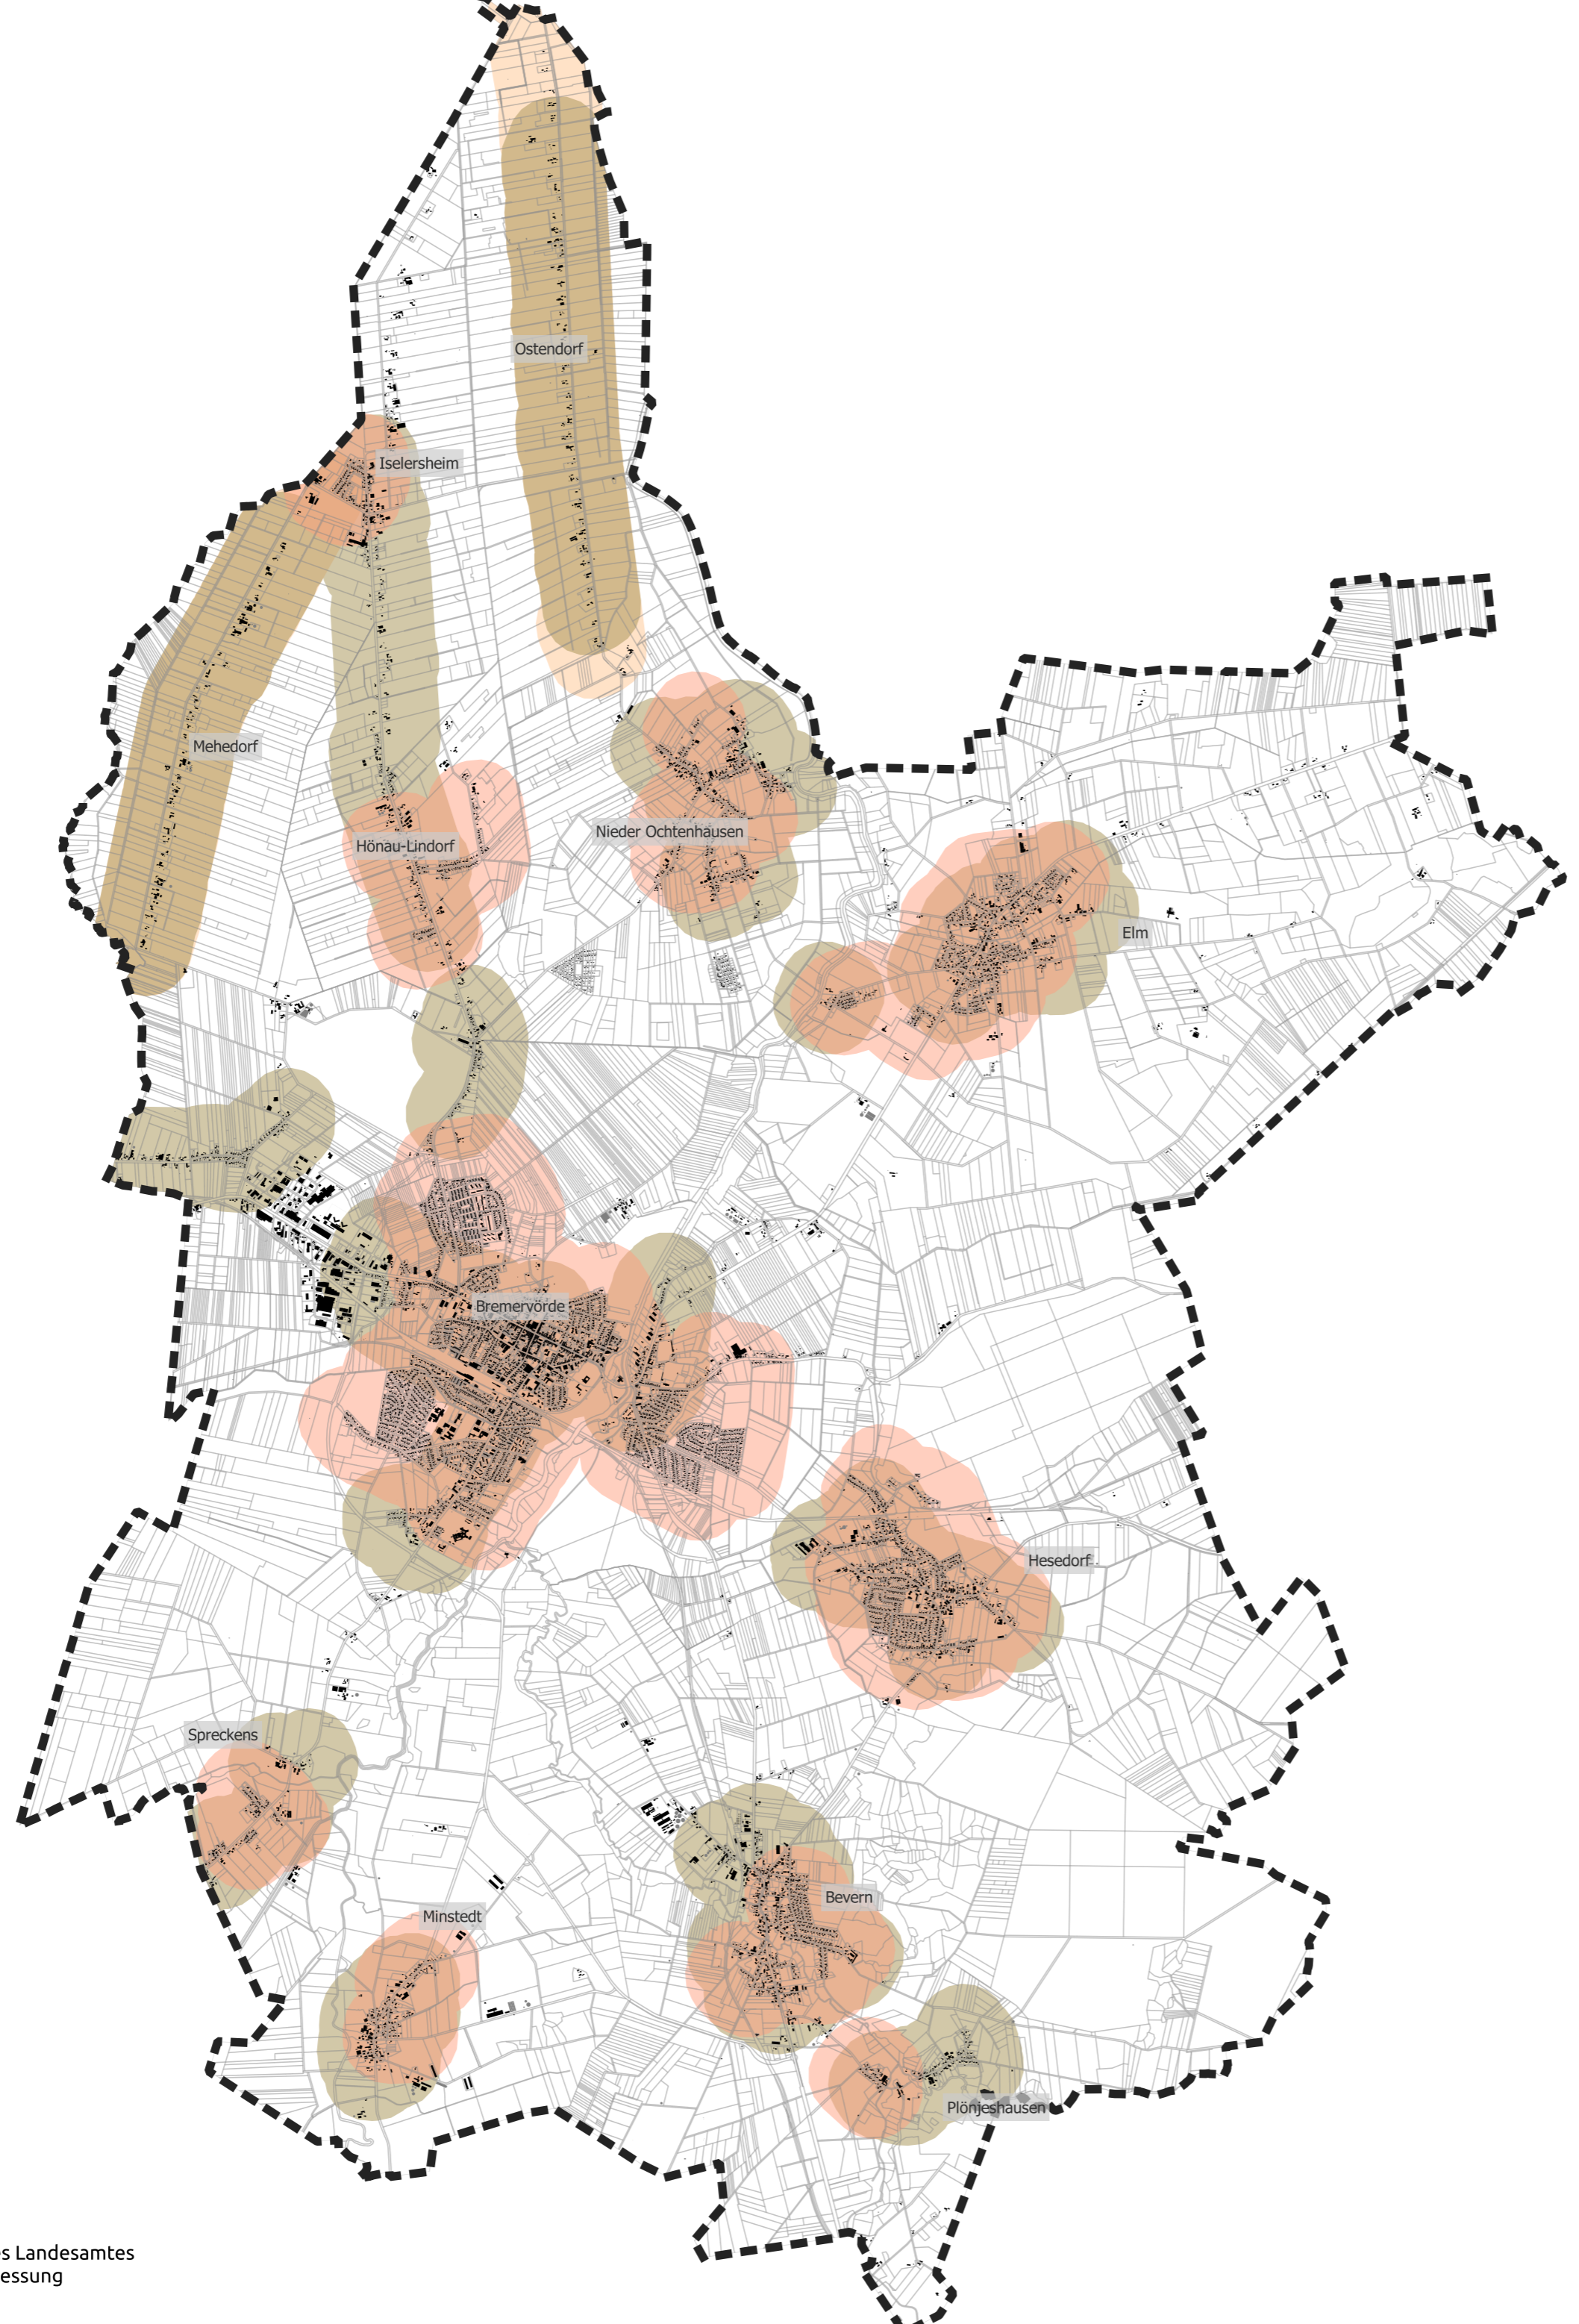 Ostendorf
Iselersheim
Mehedorf
Nieder Ochtenhausen
Hönau-Lindorf
Elm
Bremervörde
Hesedorf
Spreckens
Bevern
Minstedt
Plönjeshausen
s Landesamtes
essung